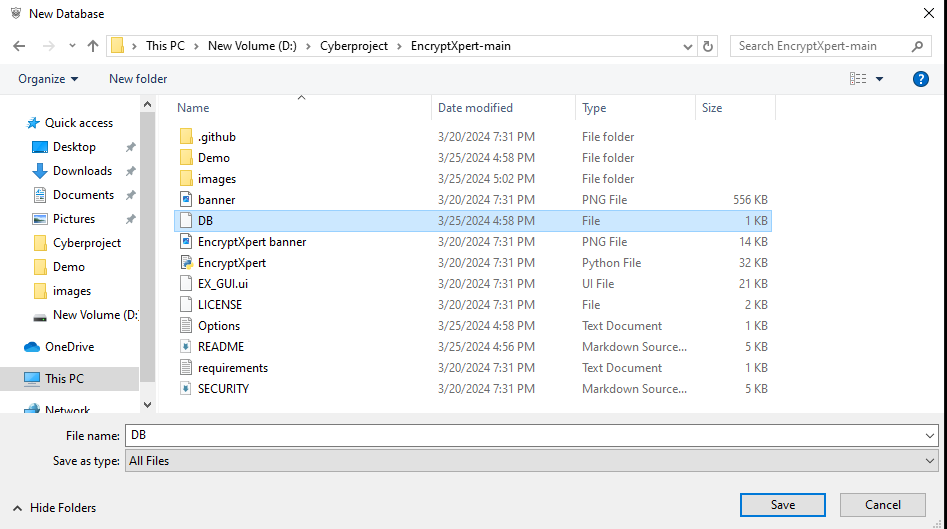 New Database
This PC > New Volume (D:) > Cyberproject > EncryptXpert-main
Search EncryptXpert-main
Organize
New folder
Name Date modified Type Size
Quick access
Desktop
Downloads
Documents
Pictures
Cyberproject
Demo
images
New Volume (D:
OneDrive
This PC
Network
.github 3/20/2024 7:31 PM File folder
Demo 3/25/2024 4:58 PM File folder
images 3/25/2024 5:02 PM File folder
banner 3/20/2024 7:31 PM PNG File 556 KB
DB 3/25/2024 4:58 PM File 1 KB
EncryptXpert banner 3/20/2024 7:31 PM PNG File 14 KB
EncryptXpert 3/20/2024 7:31 PM Python File 32 KB
EX_GUI.ui 3/20/2024 7:31 PM UI File 21 KB
LICENSE 3/20/2024 7:31 PM File 2 KB
Options 3/25/2024 4:58 PM Text Document 1 KB
README 3/25/2024 4:56 PM Markdown Source... 5 KB
requirements 3/20/2024 7:31 PM Text Document 1 KB
SECURITY 3/20/2024 7:31 PM Markdown Source... 5 KB
File name: DB
Save as type: All Files
Hide Folders
Save
Cancel